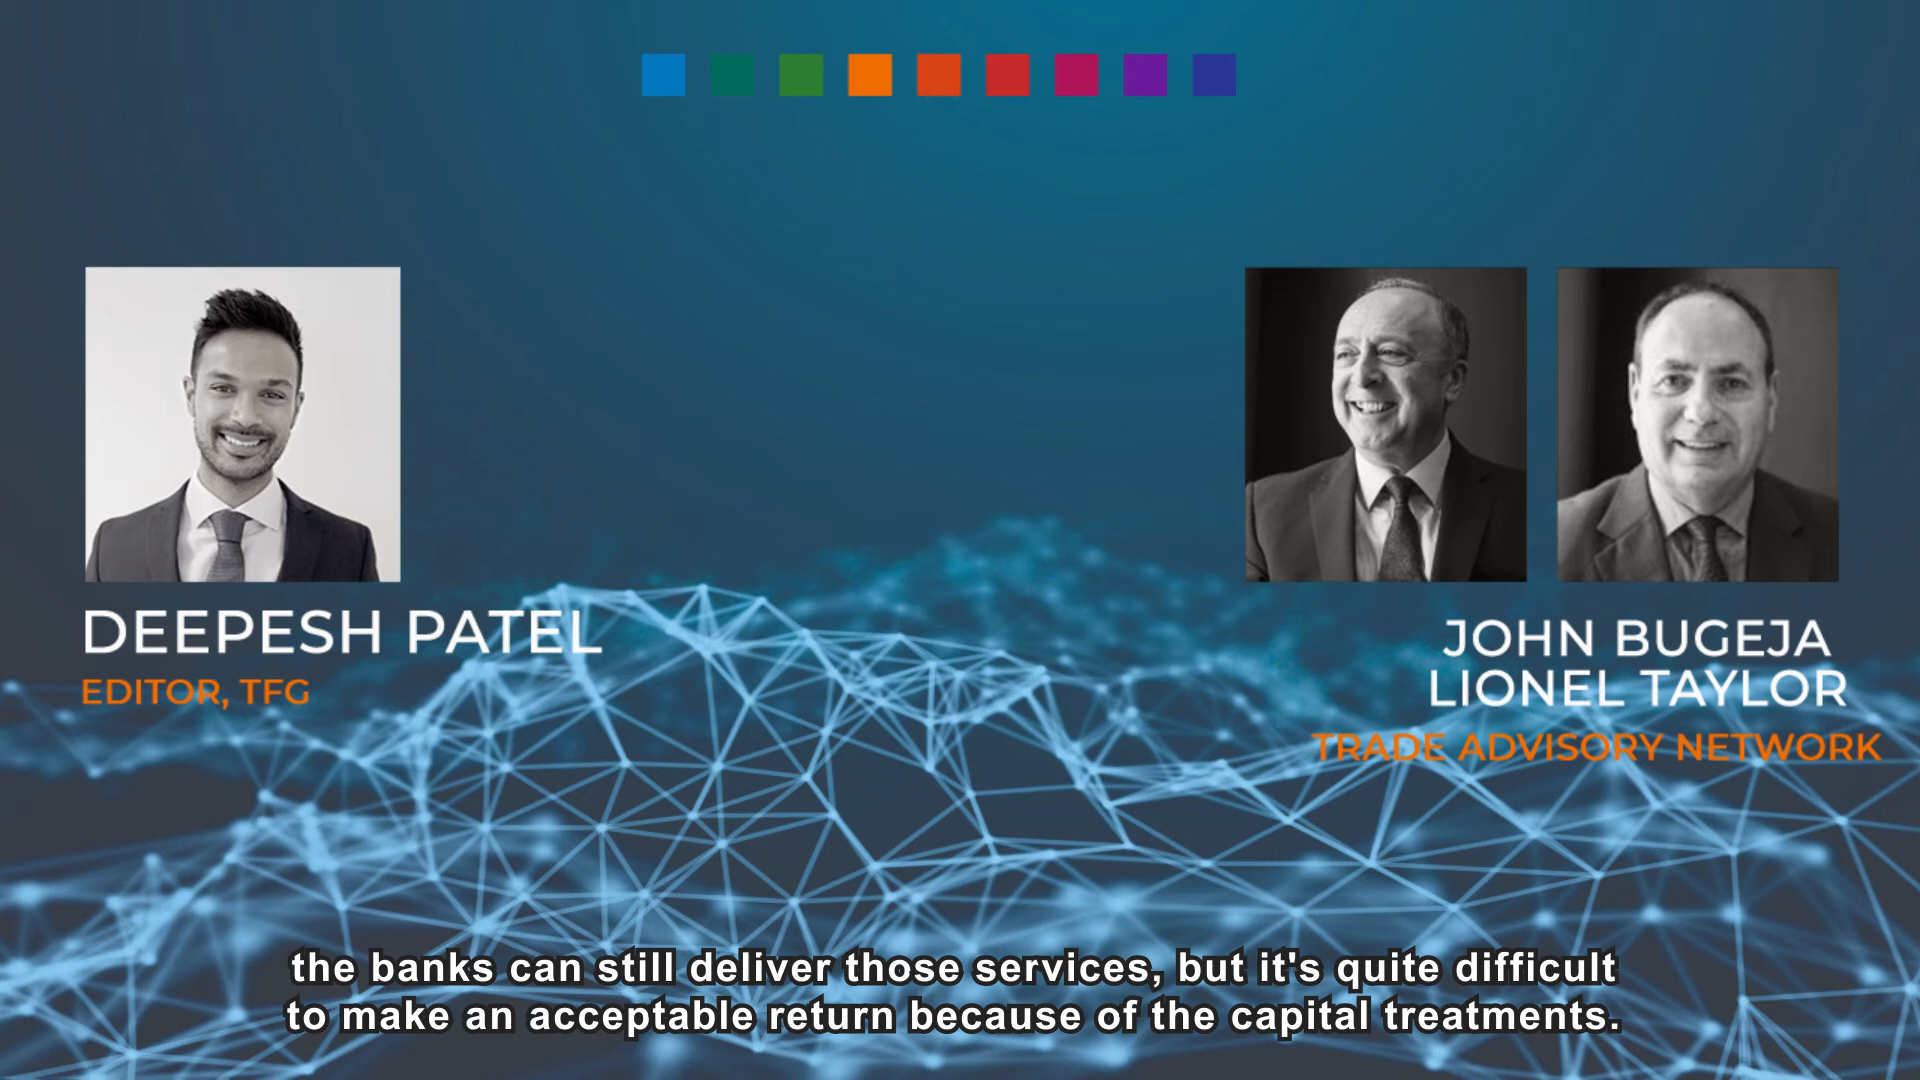 DEEPESH PATEL
EDITOR, TFG
JOHN BUGEJA
LIONEL TAYLOR
TRADE ADVISORY NETWORK
the banks can still deliver those services, but it's quite difficult
to make an acceptable return because of the capital treatments.